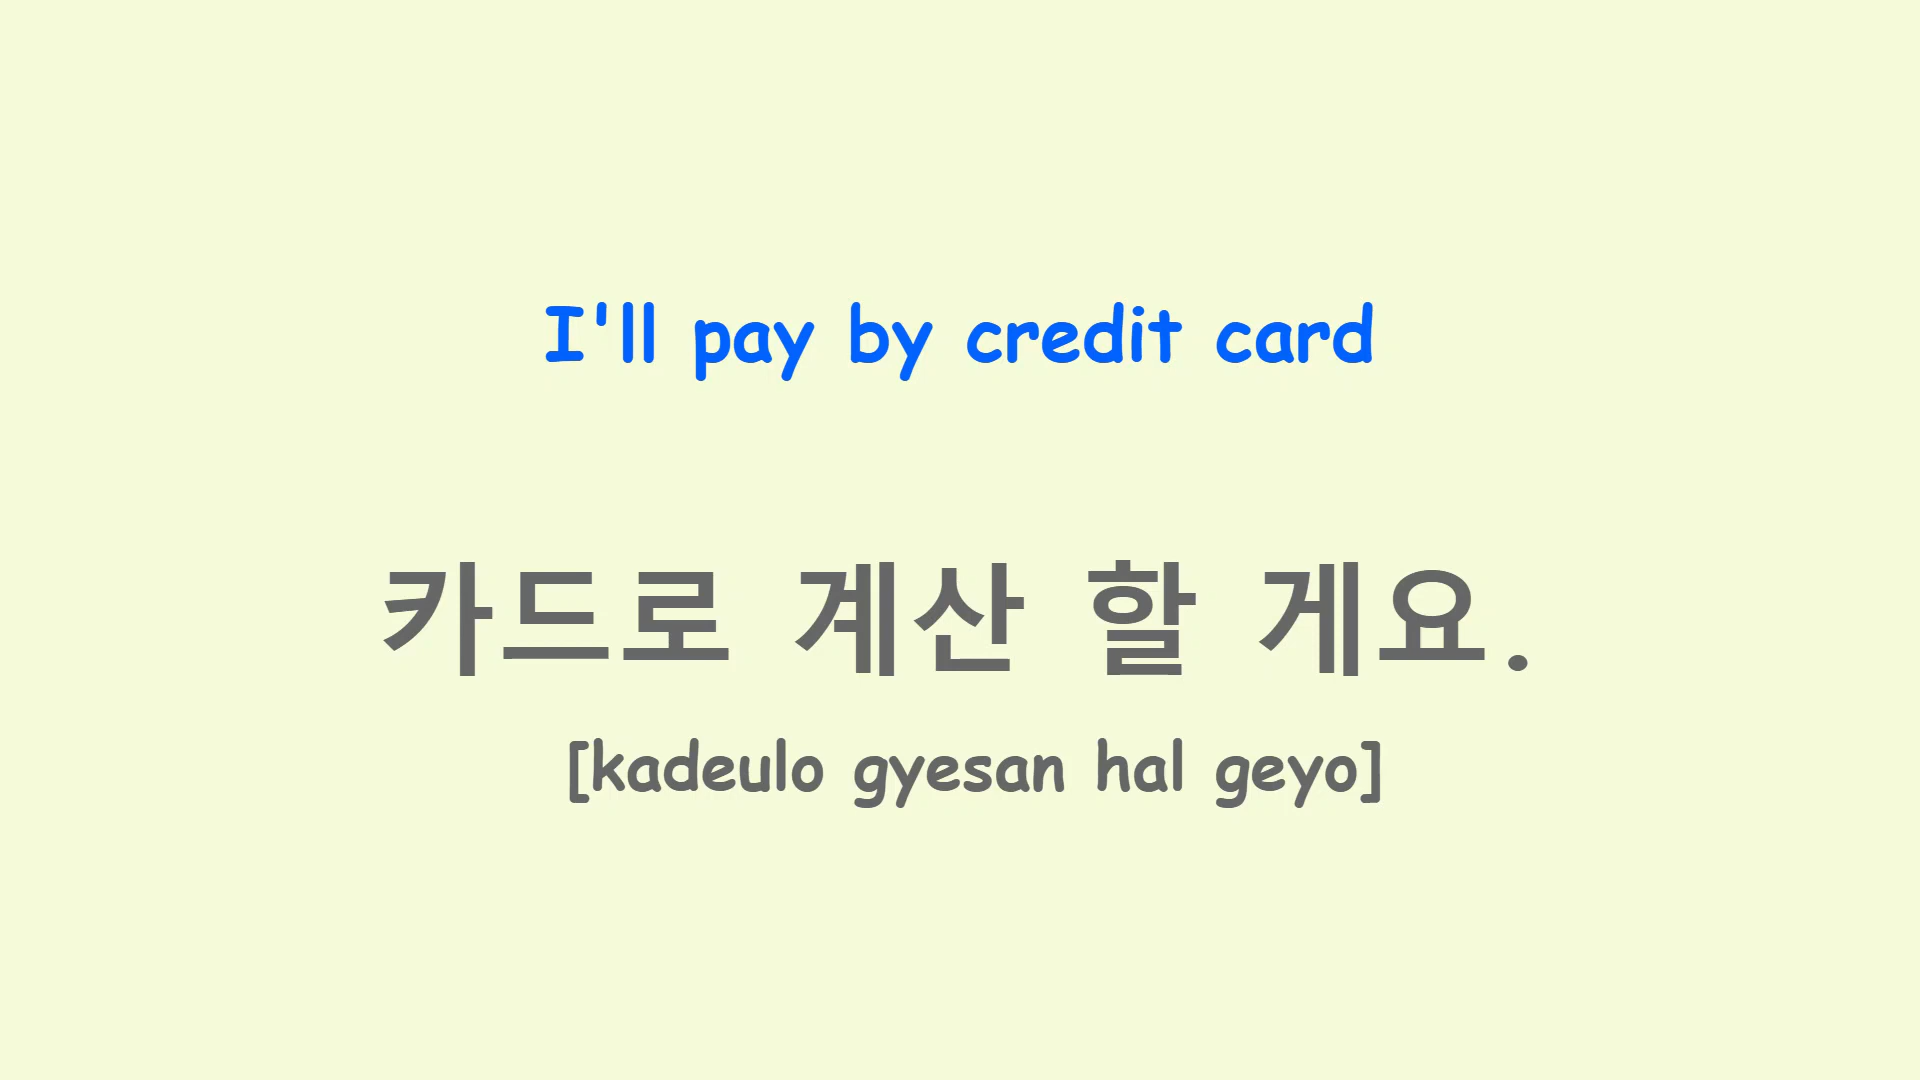 I'll pay by credit card
카드로 계산 할 게요.
[kadeulo gyesan hal geyo]